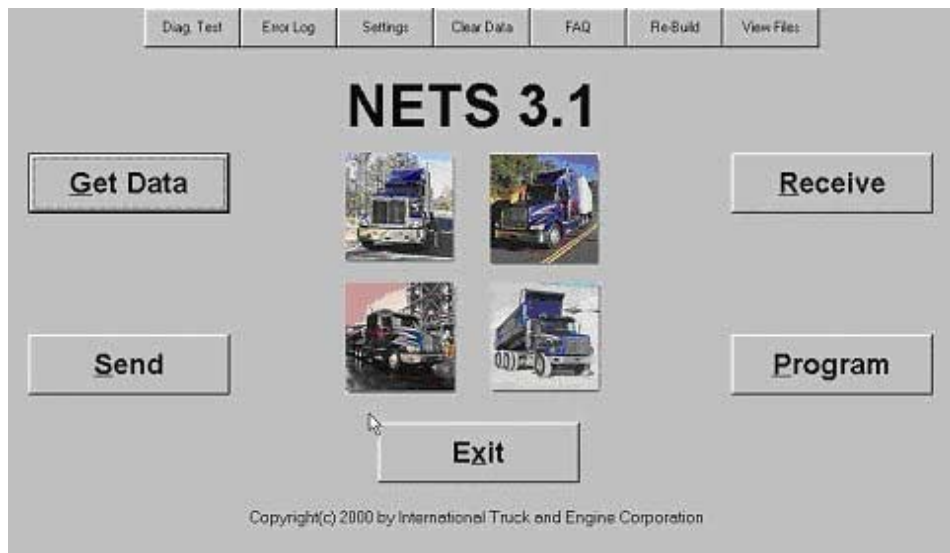 Diag. Test Error Log Settings Clear Data FAQ Re-Build View Files
NETS 3.1
Get Data Receive
Send Program
Exit
Copyright(c) 2000 by International Truck and Engine Corporation